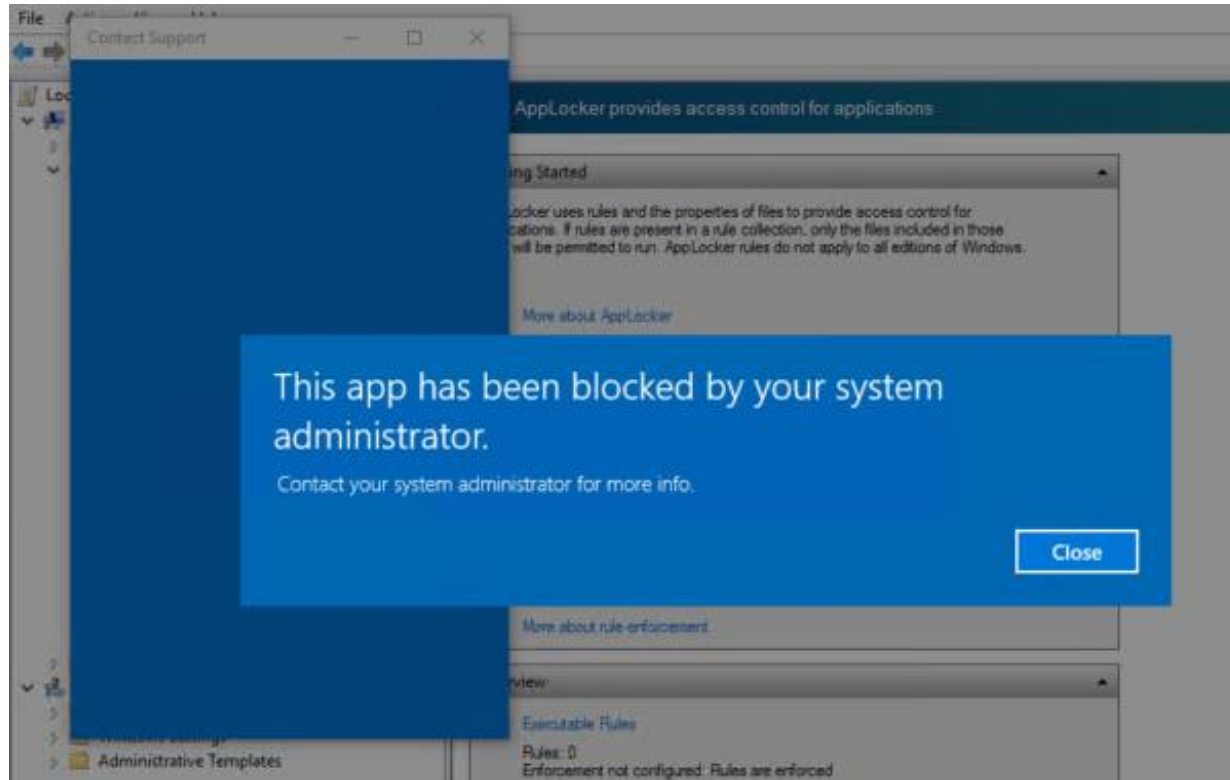 File
Contact Support
AppLocker provides access control for applications
Started
uses rules and the properties of files to provide access control for
If rules are present in a rule collection, only the files included in those
will be permitted to run. AppLocker rules do not apply to all editions of Windows.
More about AppLocker
This app has been blocked by your system
administrator.
Contact your system administrator for more info.
Close
More about rule enforcement
Executable Rules
Rules: 0
Enforcement not configured: Rules are enforced
Administrative Templates